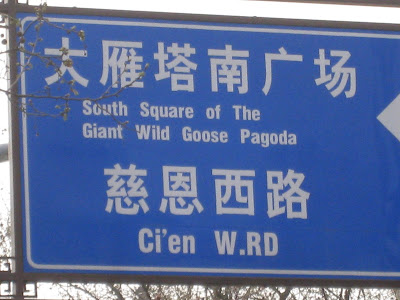 大雁塔南广场
South Square of The
Giant Wild Goose Pagoda
慈恩西路
Ci'en W.RD